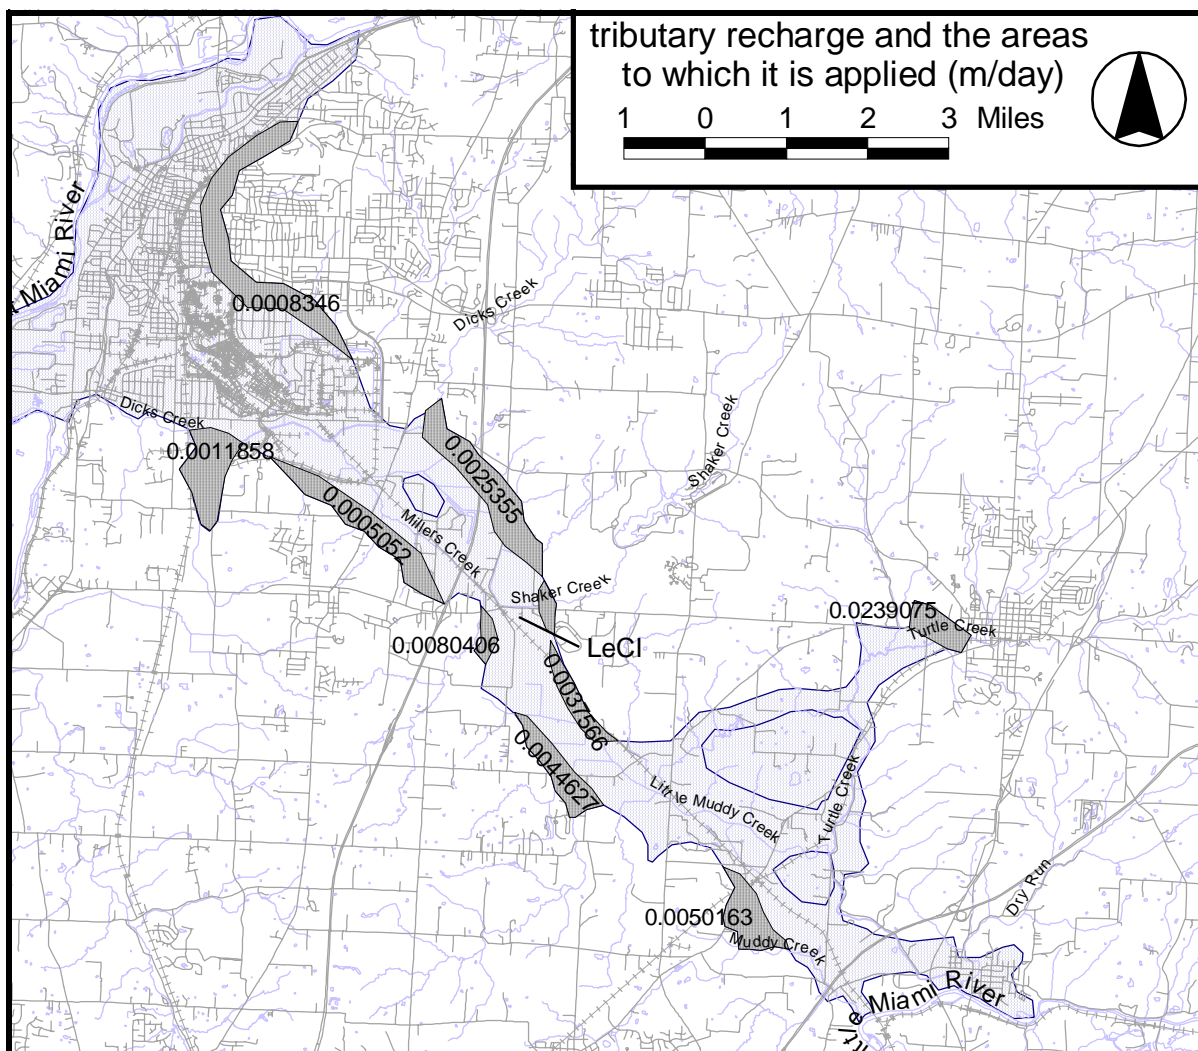 tributary recharge and the areas
to which it is applied (m/day)
1 0 1 2 3 Miles
t Miami River
0.0008346
Dicks Creek
Dicks Creek
0.0011858
0.0025355
Shaker Creek
0.0005052
Millers Creek
Shaker Creek
0.0239075
Turtle Creek
0.0080406
LeCI
0.0037566
0.0044627
Little Muddy Creek
Turtle Creek
Dry Run
0.0050163
Muddy Creek
ttle Miami River